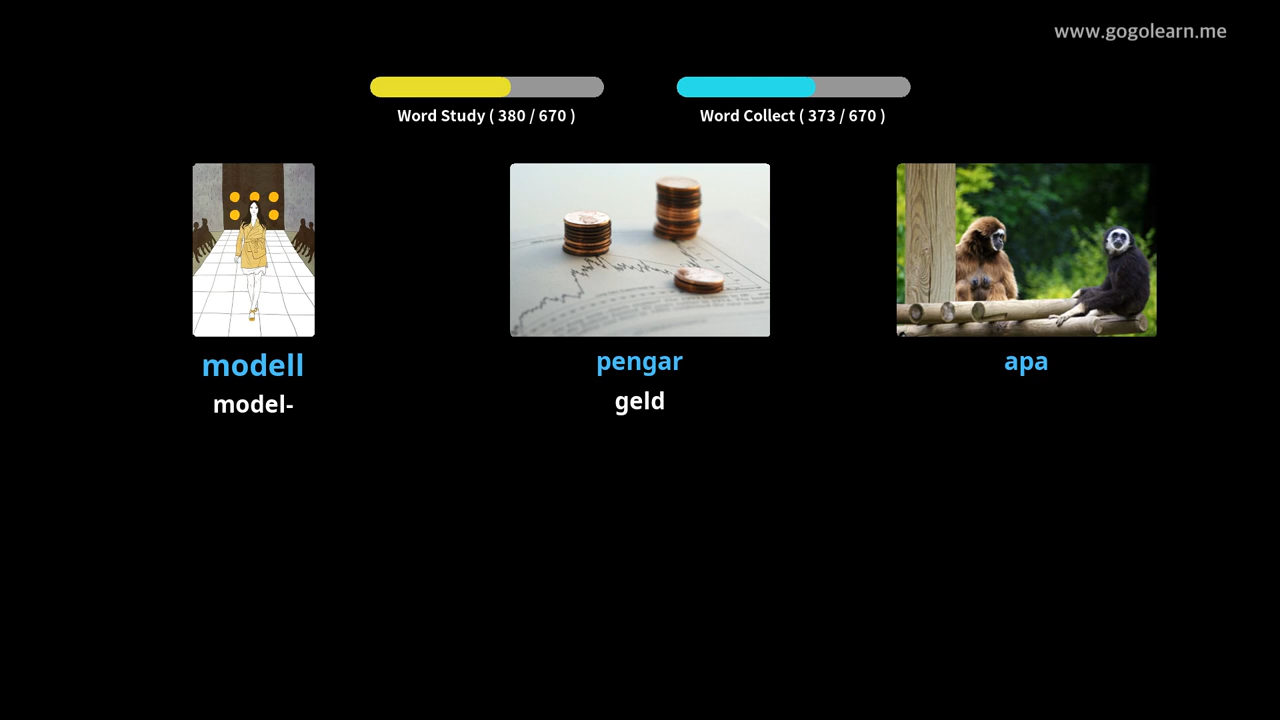 www.gogolearn.me
Word Study ( 380 / 670 )
Word Collect ( 373 / 670 )
modell
model-
pengar
geld
apa